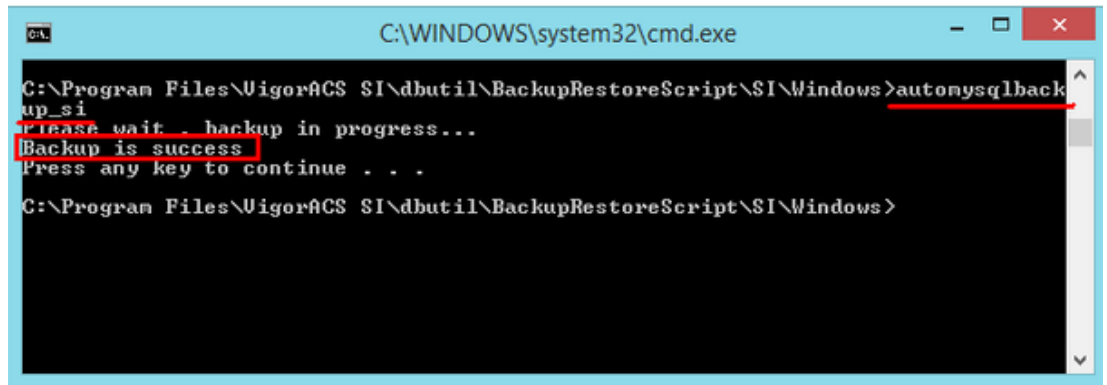 C:\WINDOWS\system32\cmd.exe
C:\Program Files\VigorACS SI\dbutil\BackupRestoreScript\SI\Windows>automysqlback
up_si
Please wait . backup in progress...
Backup is success
Press any key to continue . . .
C:\Program Files\VigorACS SI\dbutil\BackupRestoreScript\SI\Windows>